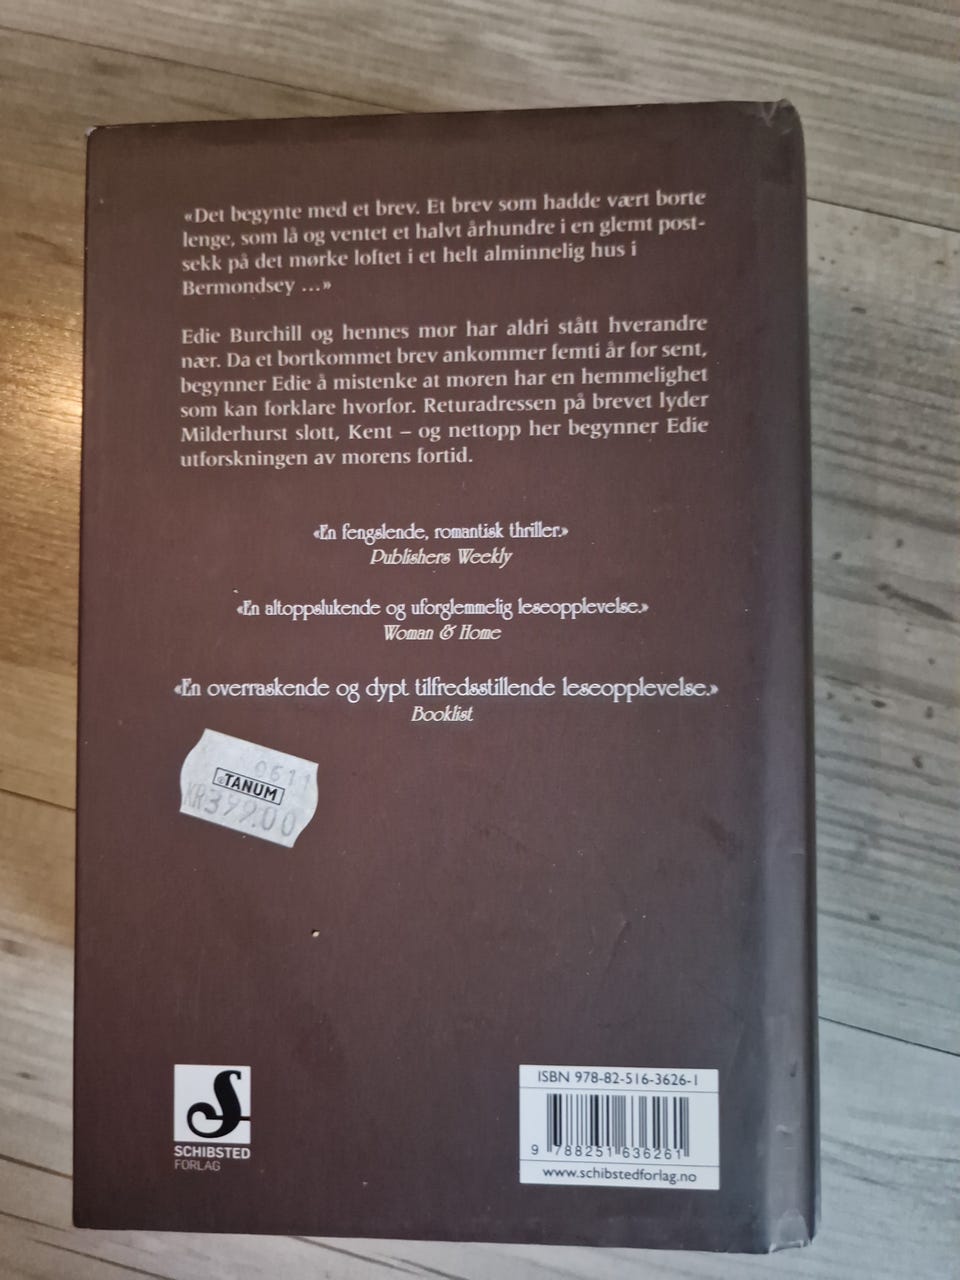 «Det begynte med et brev. Et brev som hadde vært borte
lenge, som lå og ventet et halvt århundre i en glemt post-
sekk på det mørke loftet i et helt alminnelig hus i
Bermondsey ...»
Edie Burchill og hennes mor har aldri stått hverandre
nær. Da et bortkommet brev ankommer femti år for sent,
begynner Edie å mistenke at moren har en hemmelighet
som kan forklare hvorfor. Returadressen på brevet lyder
Milderhurst slott, Kent – og nettopp her begynner Edie
utforskningen av morens fortid.
«En fengslende, romantisk thriller.»
Publishers Weekly
«En altoppslukende og uforglemmelig leseopplevelse.»
Woman & Home
«En overraskende og dypt tilfredsstillende leseopplevelse.»
Booklist
0611
TANUM
KR399.00
SCHIBSTED
FORLAG
ISBN 978-82-516-3626-1
9 788251 636261
www.schibstedforlag.no